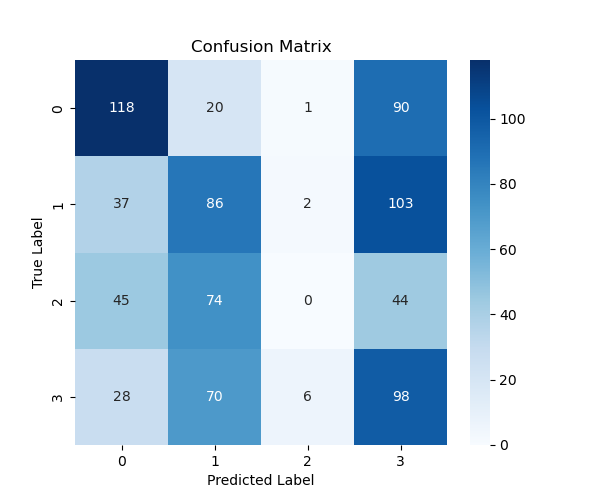 Confusion Matrix
True Label
0 118 20 1 90
1 37 86 2 103
2 45 74 0 44
3 28 70 6 98
0 1 2 3
Predicted Label
100
80
60
40
20
0